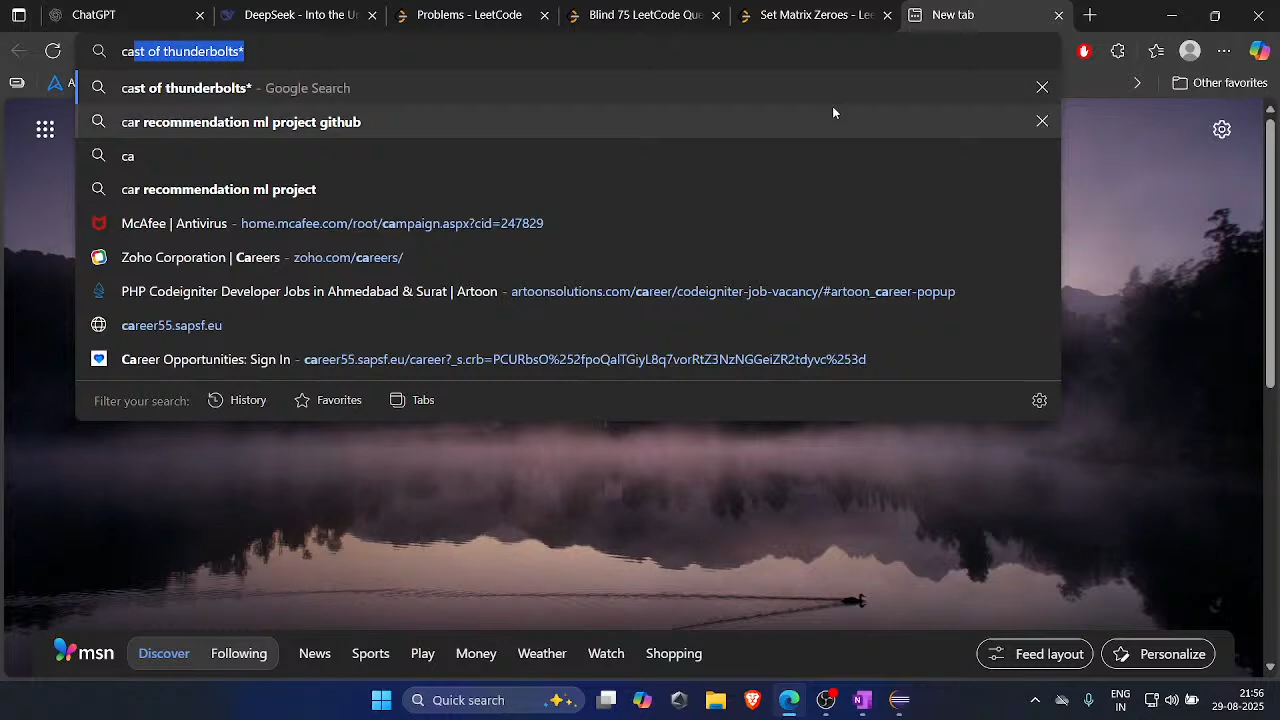 ChatGPT
DeepSeek - Into the Ur
Problems - LeetCode
Blind 75 LeetCode Que
Set Matrix Zeroes - Lee
New tab
cast of thunderbolts*
A
Other favorites
cast of thunderbolts* - Google Search
car recommendation ml project github
ca
car recommendation ml project
McAfee | Antivirus - home.mcafee.com/root/campaign.aspx?cid=247829
Zoho Corporation | Careers - zoho.com/careers/
PHP Codeigniter Developer Jobs in Ahmedabad & Surat | Artoon - artoonsolutions.com/career/codeigniter-job-vacancy/#artoon_career-popup
career55.sapsf.eu
Career Opportunities: Sign In - career55.sapsf.eu/career?_s.crb=PCURbsO%252fpoQalTGiyL8q7vorRtZ3NzNGGeiZR2tdyvc%253d
Filter your search: History Favorites Tabs
msn Discover Following News Sports Play Money Weather Watch Shopping Feed layout Personalize
Quick search
ENG
IN
21:56
29-08-2025